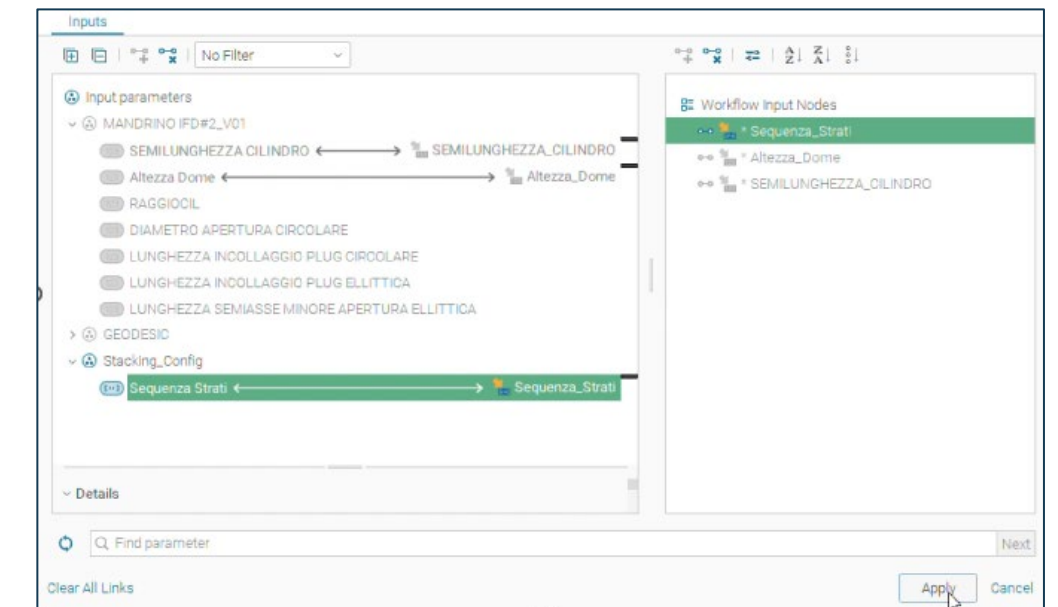 Inputs
No Filter
Input parameters
MANDRINO IFD#2_V01
SEMILUNGHEZZA CILINDRO SEMILUNGHEZZA_CILINDRO
Altezza Dome Altezza_Dome
RAGGIOCIL
DIAMETRO APERTURA CIRCOLARE
LUNGHEZZA INCOLLAGGIO PLUG CIRCOLARE
LUNGHEZZA INCOLLAGGIO PLUG ELLITTICA
LUNGHEZZA SEMIASSE MINORE APERTURA ELLITTICA
GEODESIC
Stacking_Config
Sequenza Strati Sequenza_Strati
Details
Workflow Input Nodes
* Sequenza_Strati
* Altezza_Dome
* SEMILUNGHEZZA_CILINDRO
Find parameter
Next
Clear All Links
Apply
Cancel